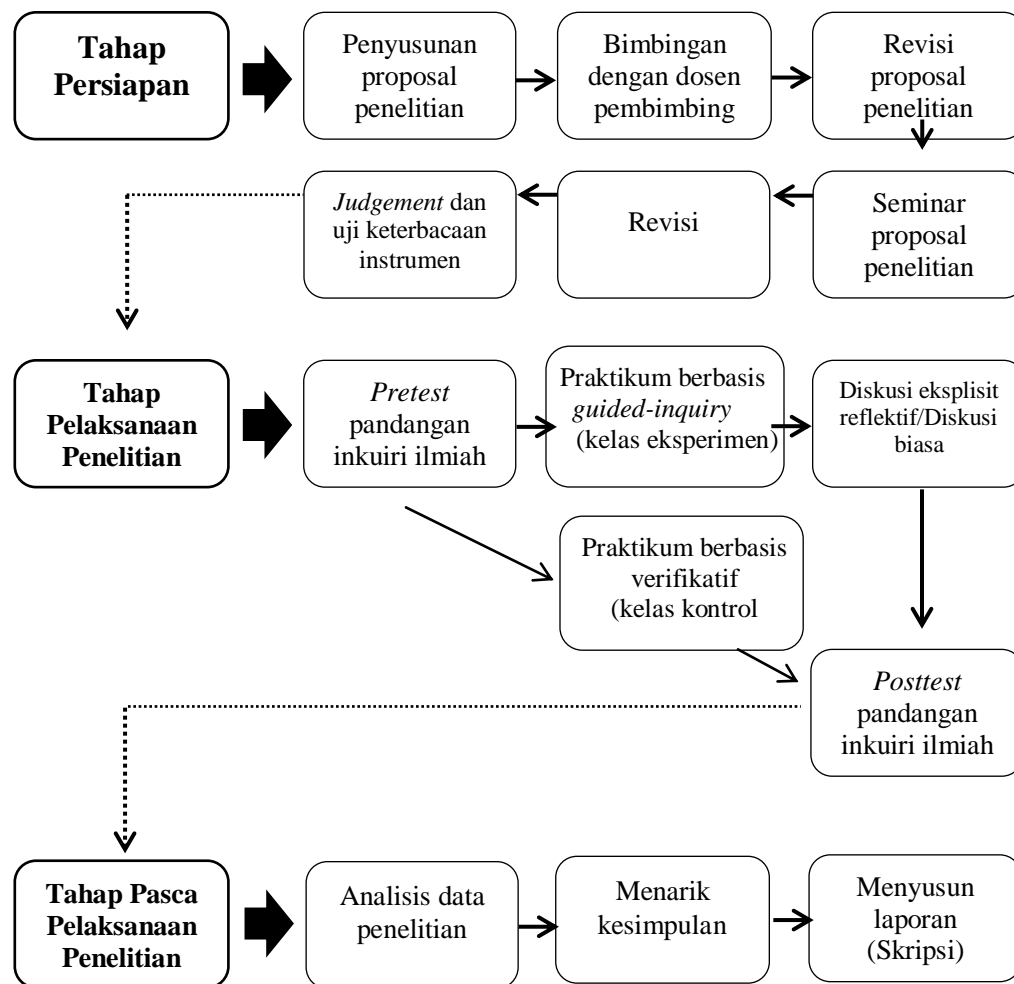 Tahap
Persiapan
Penyusunan
proposal
penelitian
Bimbingan
dengan dosen
pembimbing
Revisi
proposal
penelitian
Judgement dan
uji keterbacaan
instrumen
Revisi
Seminar
proposal
penelitian
Tahap
Pelaksanaan
Penelitian
Pretest
pandangan
inkuiri ilmiah
Praktikum berbasis
guided-inquiry
(kelas eksperimen)
Diskusi eksplisit
reflektif/Diskusi
biasa
Praktikum berbasis
verifikatif
(kelas kontrol
Posttest
pandangan
inkuiri ilmiah
Tahap Pasca
Pelaksanaan
Penelitian
Analisis data
penelitian
Menarik
kesimpulan
Menyusun
laporan
(Skripsi)